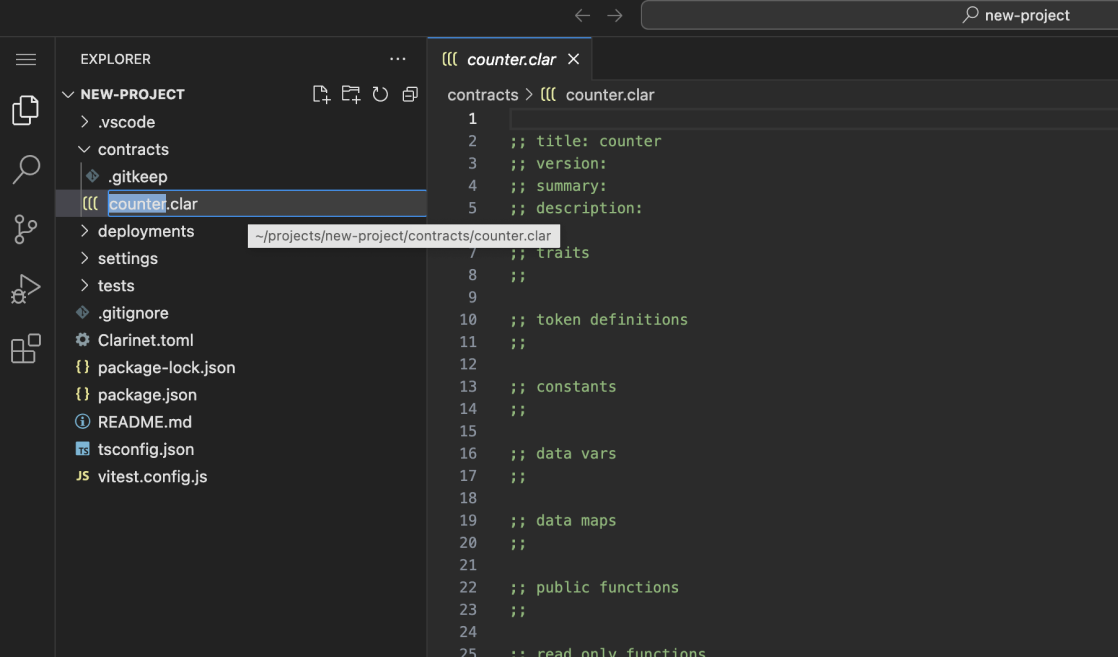 new-project
EXPLORER
NEW-PROJECT
.vscode
contracts
.gitkeep
counter.clar
deployments
settings
tests
.gitignore
Clarinet.toml
{} package-lock.json
{} package.json
README.md
TS tsconfig.json
JS vitest.config.js
~/projects/new-project/contracts/counter.clar
((( counter.clar
contracts > ((( counter.clar
1
2 ;; title: counter
3 ;; version:
4 ;; summary:
5 ;; description:
7 ;; traits
8 ;;
9
10 ;; token definitions
11 ;;
12
13 ;; constants
14 ;;
15
16 ;; data vars
17 ;;
18
19 ;; data maps
20 ;;
21
22 ;; public functions
23 ;;
24
25 ;; read only functions